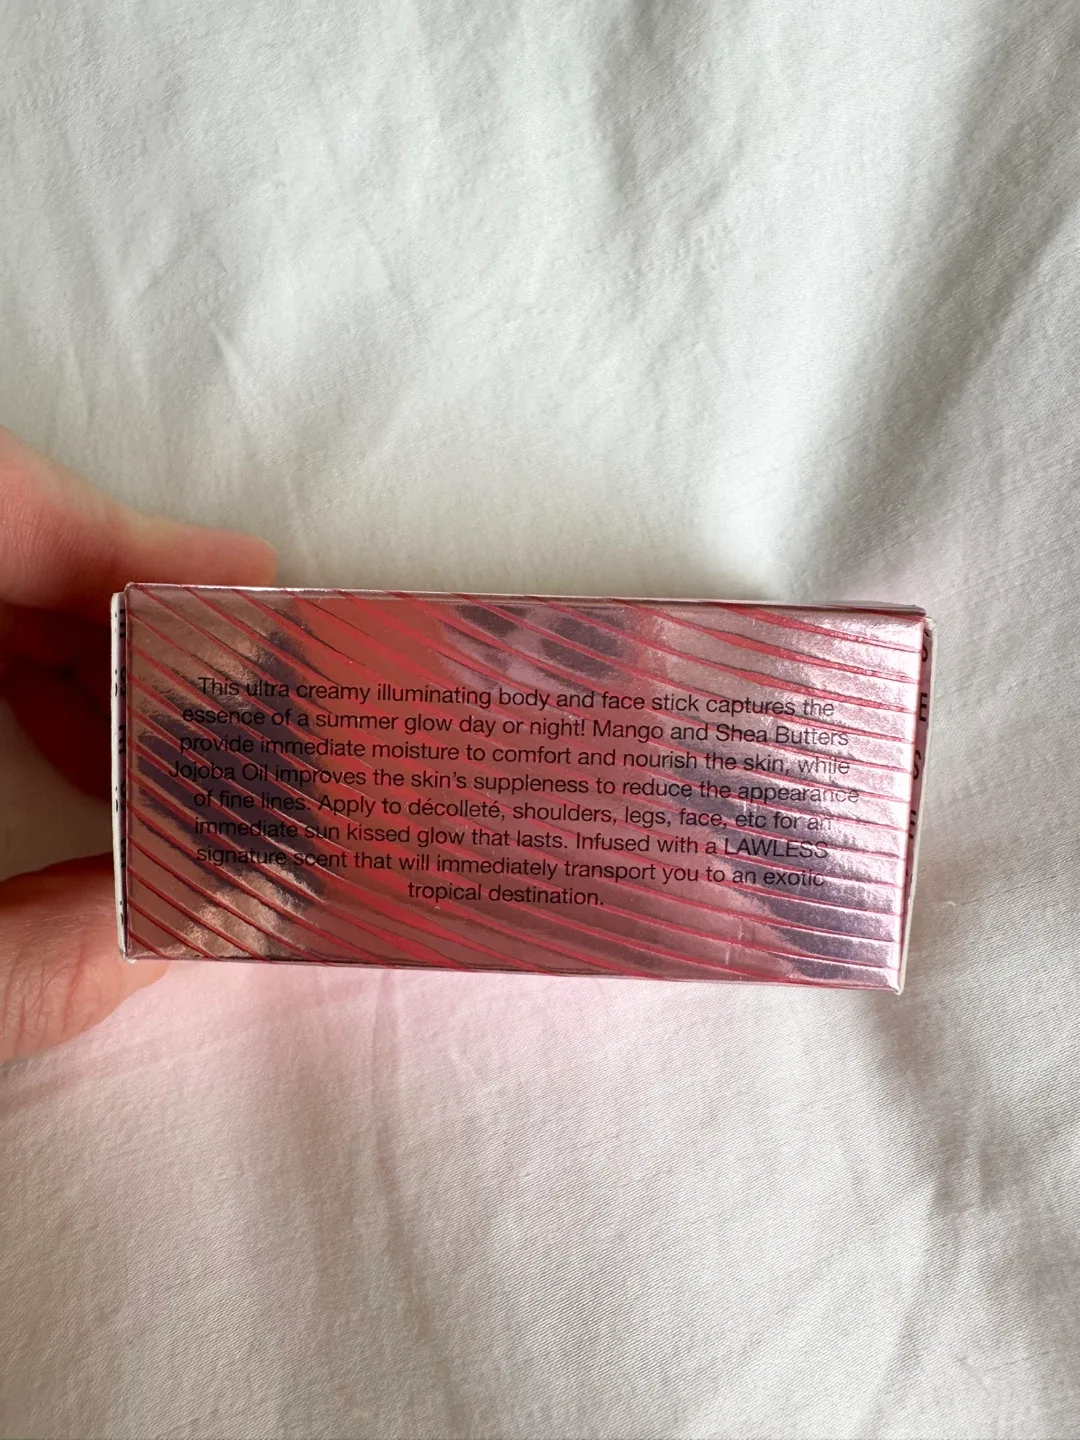 This ultra creamy illuminating body and face stick captures the
essence of a summer glow day or night! Mango and Shea Butters
provide immediate moisture to comfort and nourish the skin, while
Jojoba Oil improves the skin's suppleness to reduce the appearance
of fine lines. Apply to décolleté, shoulders, legs, face, etc for an
immediate sun kissed glow that lasts. Infused with a LAWLESS
signature scent that will immediately transport you to an exotic
tropical destination.